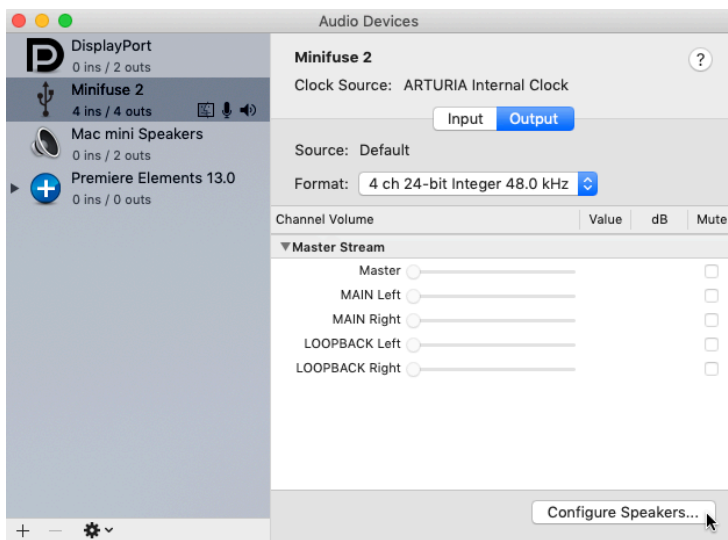 Audio Devices
DisplayPort
0 ins / 2 outs
Minifuse 2
4 ins / 4 outs
Mac mini Speakers
0 ins / 2 outs
Premiere Elements 13.0
0 ins / 0 outs
Minifuse 2
?
Clock Source: ARTURIA Internal Clock
Input Output
Source: Default
Format: 4 ch 24-bit Integer 48.0 kHz
Channel Volume Value dB Mute
Master Stream
Master
MAIN Left
MAIN Right
LOOPBACK Left
LOOPBACK Right
Configure Speakers...